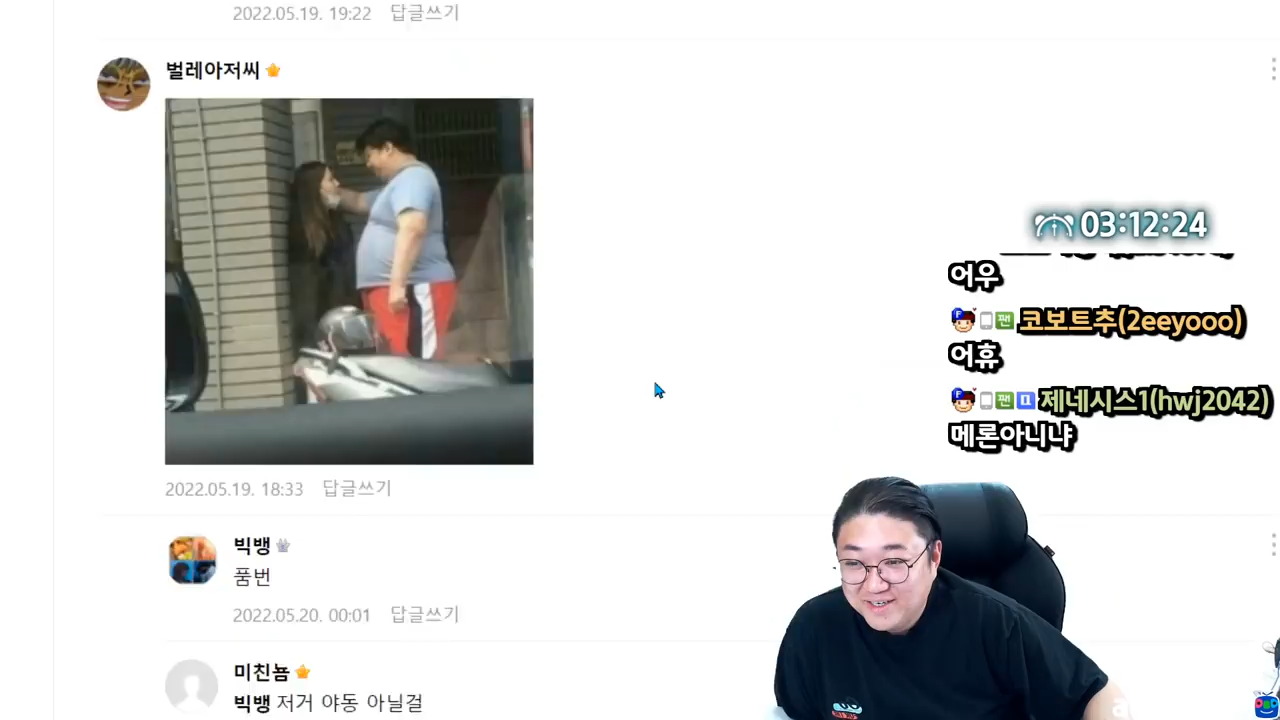 2022.05.19. 19:22 답글쓰기
벌레아저씨
2022.05.19. 18:33 답글쓰기
빅뱅
품번
2022.05.20. 00:01 답글쓰기
미친놈
빅뱅 저거 야동 아닐걸
03:12:24
어우
코보트추(2eeyooo)
어휴
제네시스1(hwj2042)
메론아니냐